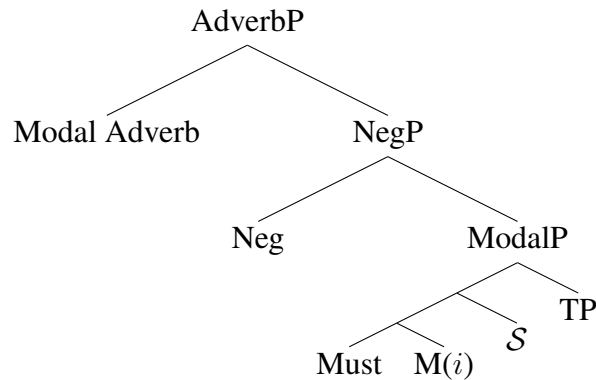 AdverbP
Modal Adverb NegP
Neg ModalP
TP
𝒮
Must M(i)